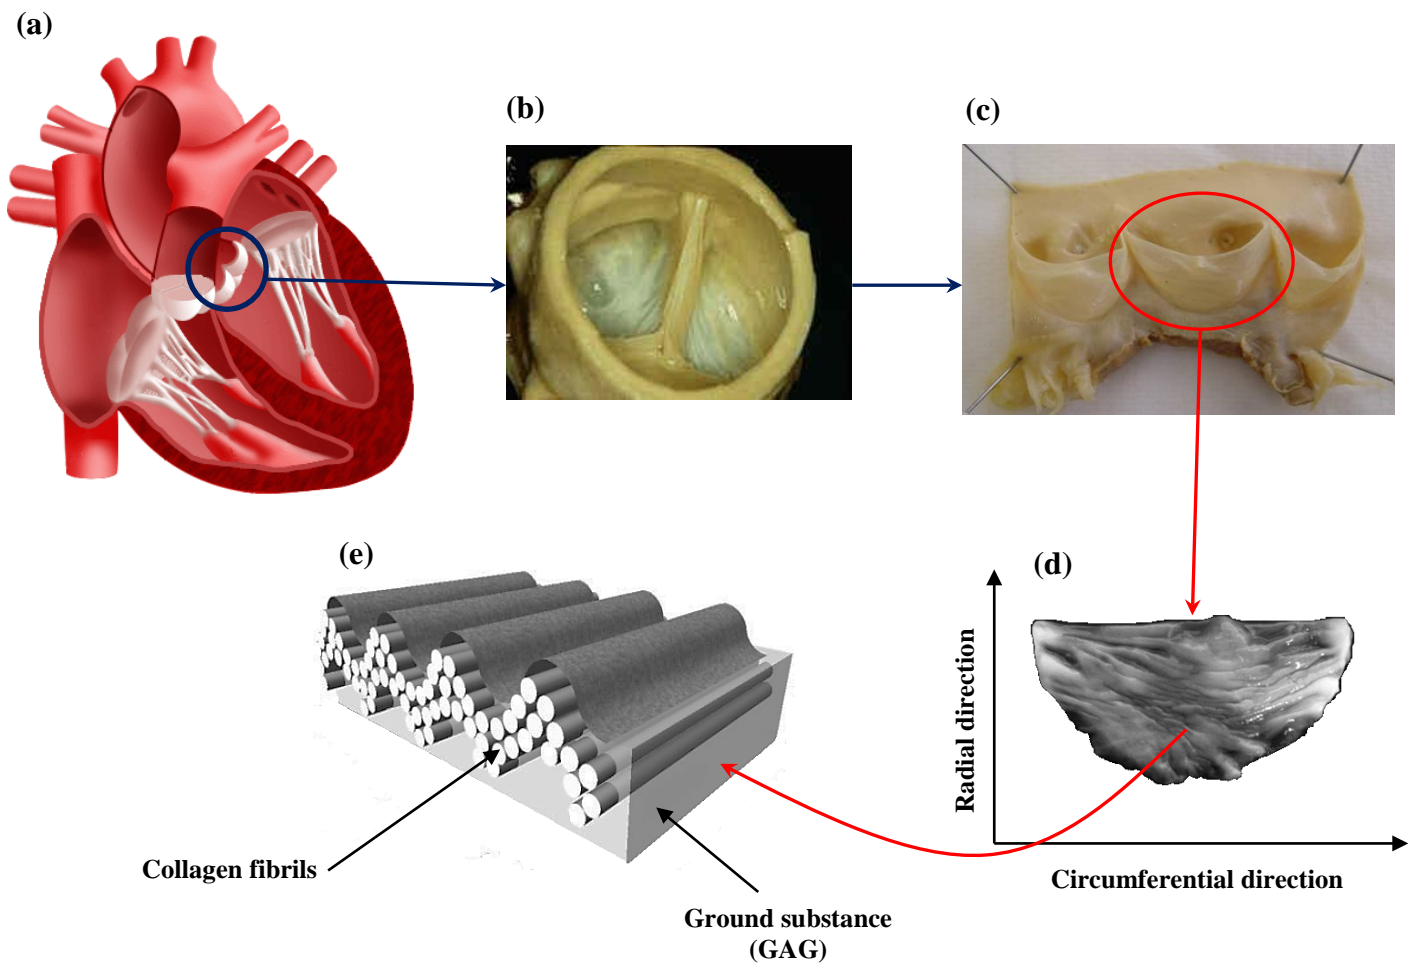 (a)
(b)
(c)
(d)
(e)
Radial direction
Circumferential direction
Collagen fibrils
Ground substance
(GAG)